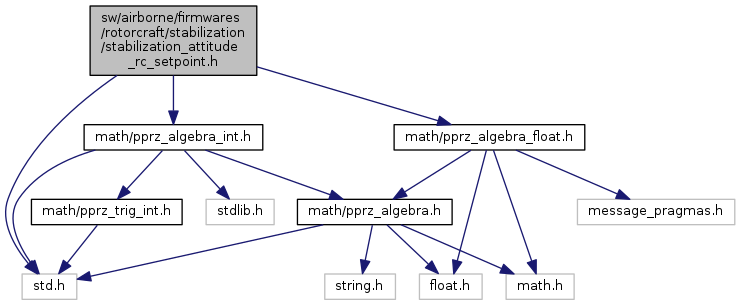 sw/airborne/firmwares
/rotorcraft/stabilization
/stabilization_attitude
_rc_setpoint.h
math/pprz_algebra_int.h
math/pprz_algebra_float.h
math/pprz_trig_int.h
stdlib.h
math/pprz_algebra.h
message_pragmas.h
std.h
string.h
float.h
math.h